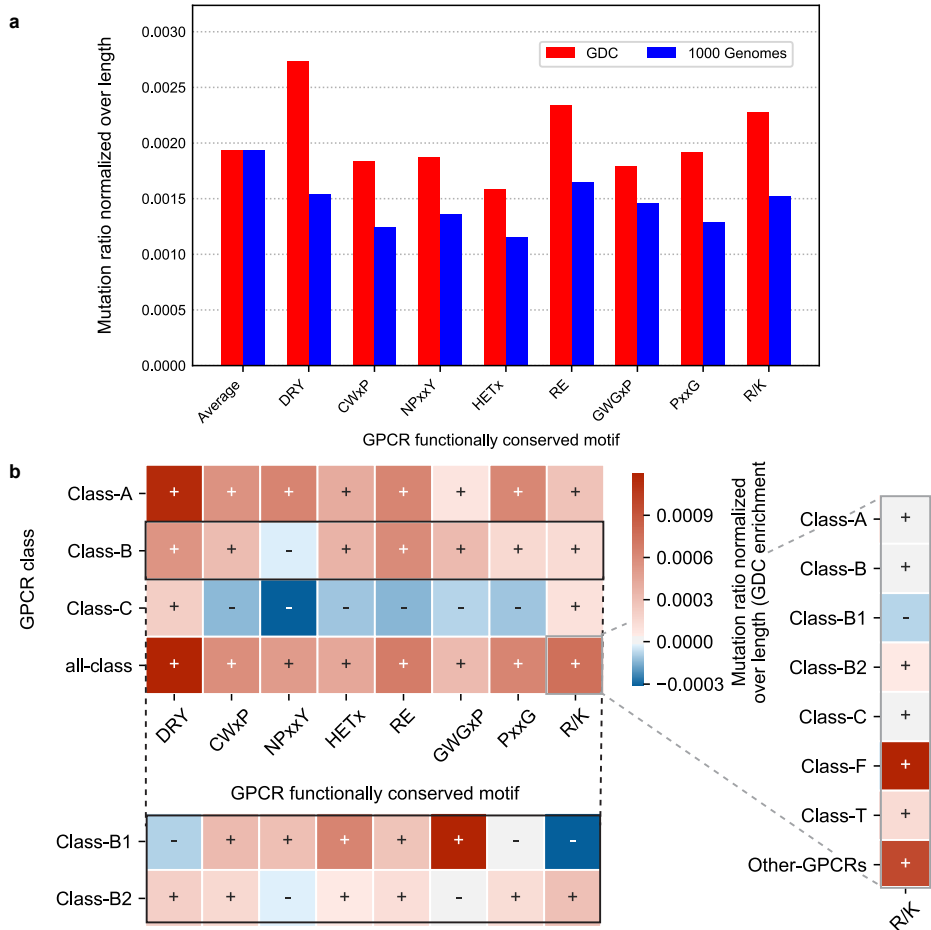 a
Mutation ratio normalized over length
0.0030
0.0025
0.0020
0.0015
0.0010
0.0005
0.0000
GDC 1000 Genomes
Average DRY CWxP NPxxY HETx RE GWGxP PxxG R/K
GPCR functionally conserved motif
b
GPCR class
Class-A + + + + + + + +
Class-B + + - + + + + +
Class-C + - - - - - - +
all-class + + + + + + + +
DRY CWxP NPxxY HETx RE GWGxP PxxG R/K
GPCR functionally conserved motif
0.0009
0.0006
0.0003
0.0000
−0.0003
Mutation ratio normalized
over length (GDC enrichment
Class-B1 - + + + + + - -
Class-B2 + + - + + - + +
Class-A +
Class-B +
Class-B1 -
Class-B2 +
Class-C +
Class-F +
Class-T +
Other-GPCRs +
R/K